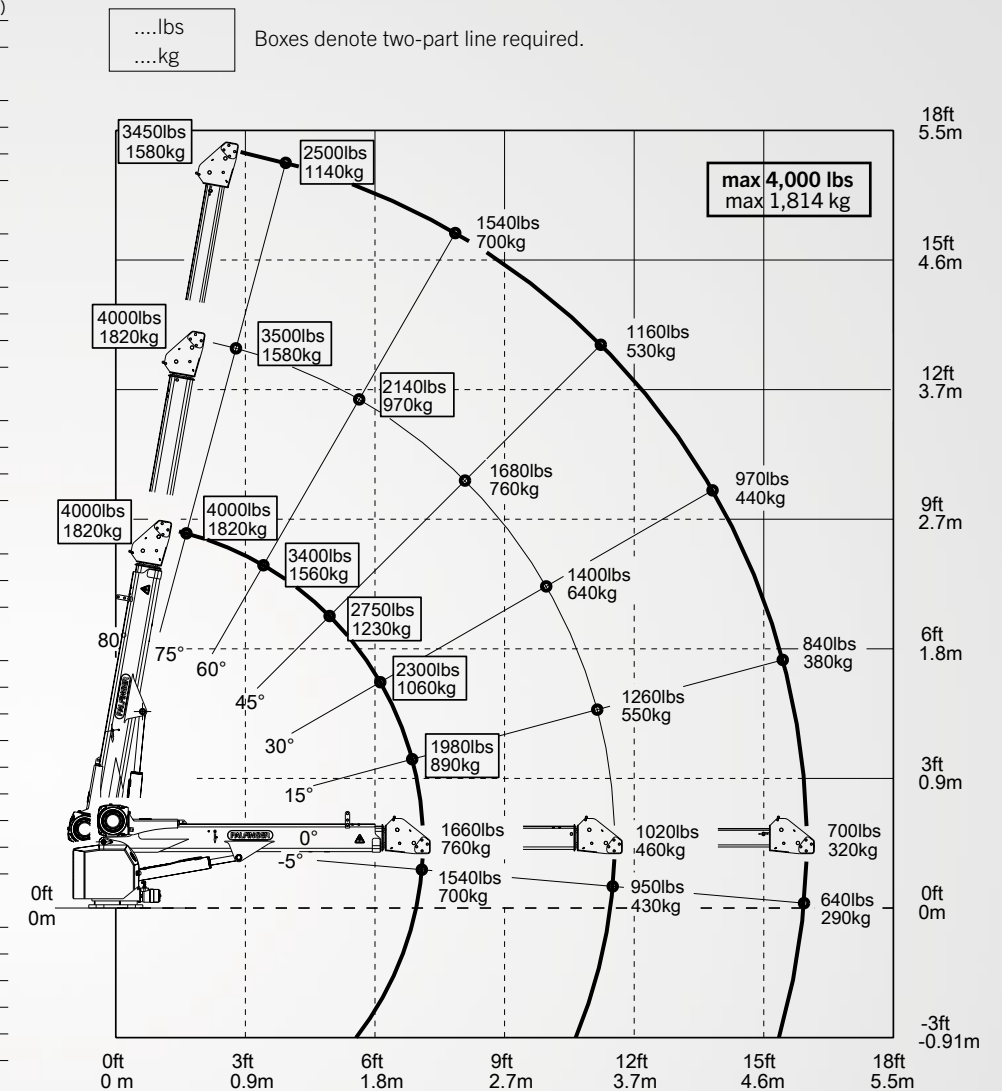 )
....lbs
....kg
Boxes denote two-part line required.
18ft
5.5m
3450lbs
1580kg
2500lbs
1140kg
max 4,000 lbs
max 1,814 kg
1540lbs
700kg
15ft
4.6m
4000lbs
1820kg
3500lbs
1580kg
1160lbs
530kg
12ft
3.7m
2140lbs
970kg
1680lbs
760kg
970lbs
440kg
9ft
2.7m
4000lbs
1820kg
4000lbs
1820kg
3400lbs
1560kg
1400lbs
640kg
2750lbs
1230kg
80
75°
60°
45°
30°
15°
0°
-5°
6ft
1.8m
840lbs
380kg
2300lbs
1060kg
1260lbs
550kg
1980lbs
890kg
3ft
0.9m
PALFINGER
PALFINGER
1660lbs
760kg
1020lbs
460kg
700lbs
320kg
1540lbs
700kg
950lbs
430kg
640lbs
290kg
0ft
0m
0ft
0m
-3ft
-0.91m
0ft
0 m
3ft
0.9m
6ft
1.8m
9ft
2.7m
12ft
3.7m
15ft
4.6m
18ft
5.5m